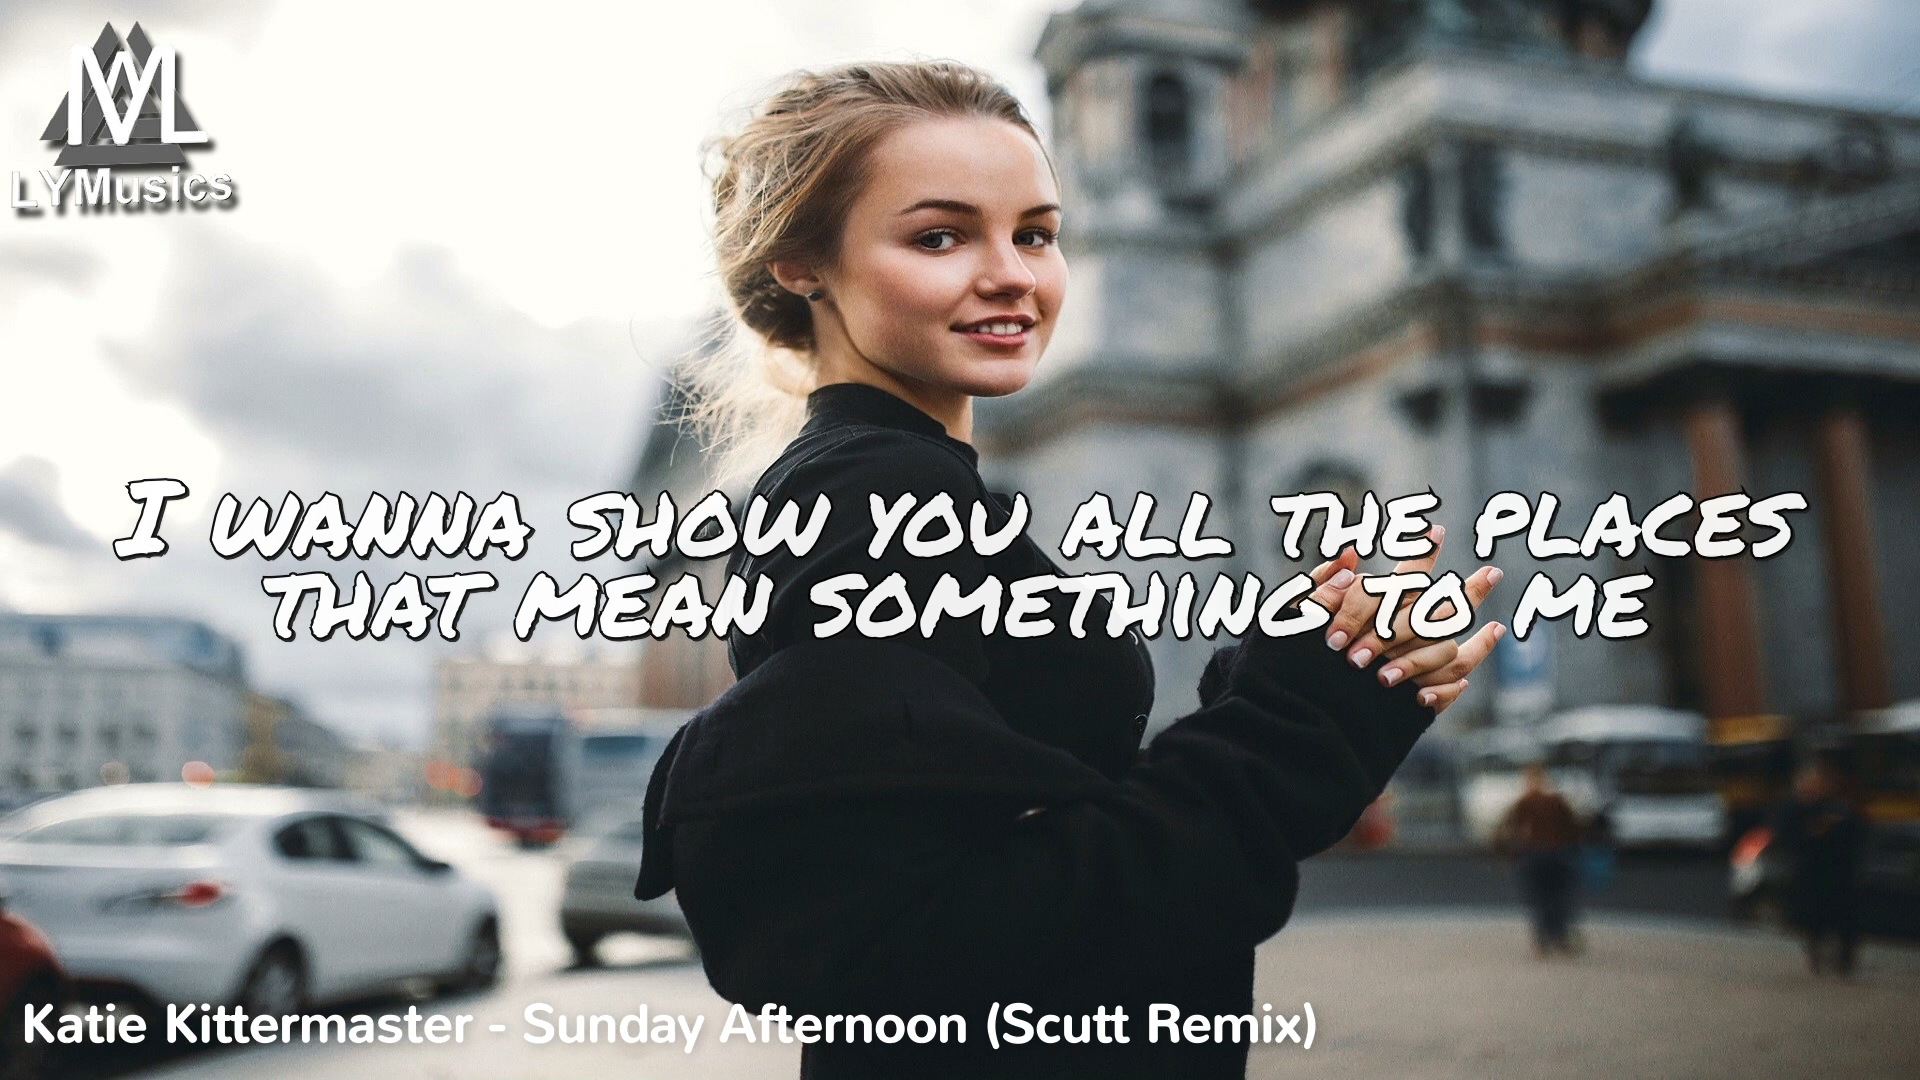 LYMusics
I WANNA SHOW YOU ALL THE PLACES
THAT MEAN SOMETHING TO ME
Katie Kittermaster - Sunday Afternoon (Scutt Remix)